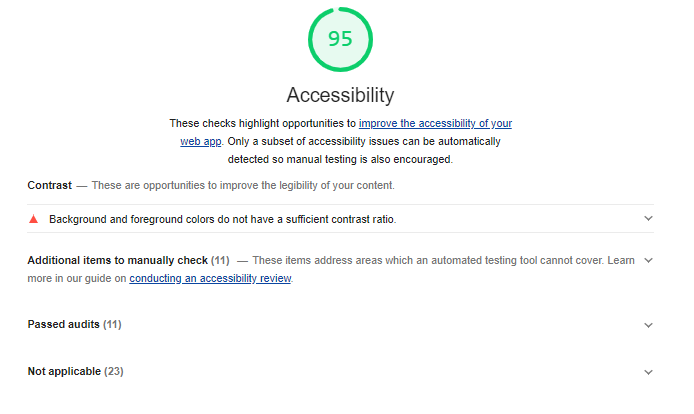 95
Accessibility
These checks highlight opportunities to improve the accessibility of your
web app. Only a subset of accessibility issues can be automatically
detected so manual testing is also encouraged.
Contrast — These are opportunities to improve the legibility of your content.
Background and foreground colors do not have a sufficient contrast ratio.
Additional items to manually check (11) — These items address areas which an automated testing tool cannot cover. Learn
more in our guide on conducting an accessibility review.
Passed audits (11)
Not applicable (23)